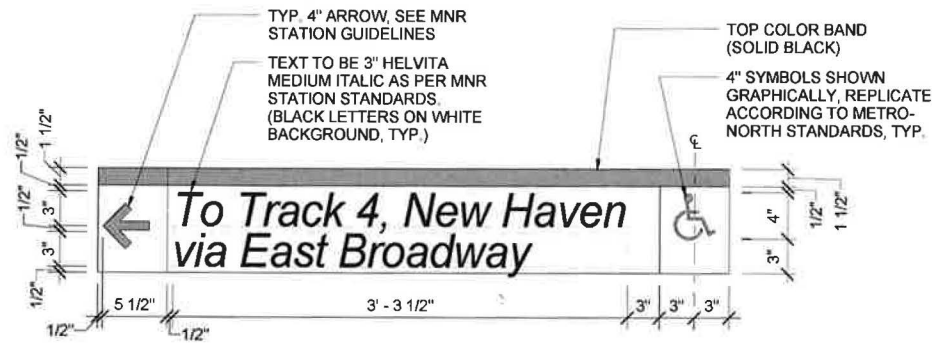 TYP. 4" ARROW, SEE MNR
STATION GUIDELINES
TEXT TO BE 3" HELVITA
MEDIUM ITALIC AS PER MNR
STATION STANDARDS.
(BLACK LETTERS ON WHITE
BACKGROUND, TYP.)
TOP COLOR BAND
(SOLID BLACK)
4" SYMBOLS SHOWN
GRAPHICALLY, REPLICATE
ACCORDING TO METRO-
NORTH STANDARDS, TYP.
CL
1 1/2"
1/2"
3"
1/2"
3"
1/2"
To Track 4, New Haven
via East Broadway
1 1/2"
1/2"
4"
3"
5 1/2"
3' - 3 1/2"
3"
3"
3"
1/2"
1/2"